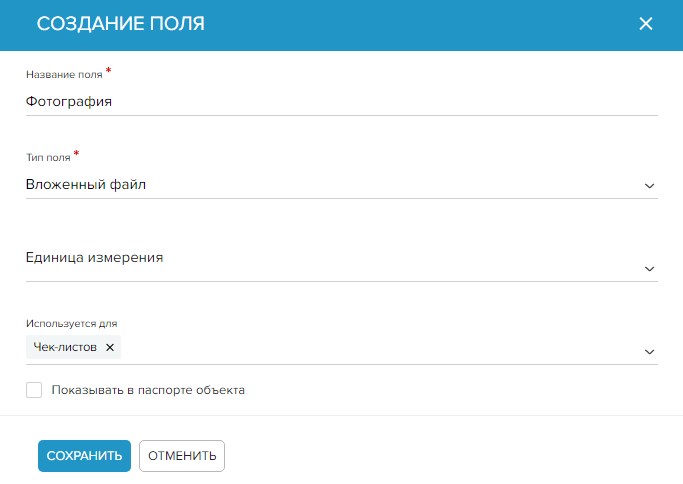 СОЗДАНИЕ ПОЛЯ
Название поля *
Фотография
Тип поля *
Вложенный файл
Единица измерения
Используется для
Чек-листов
Показывать в паспорте объекта
СОХРАНИТЬ ОТМЕНИТЬ